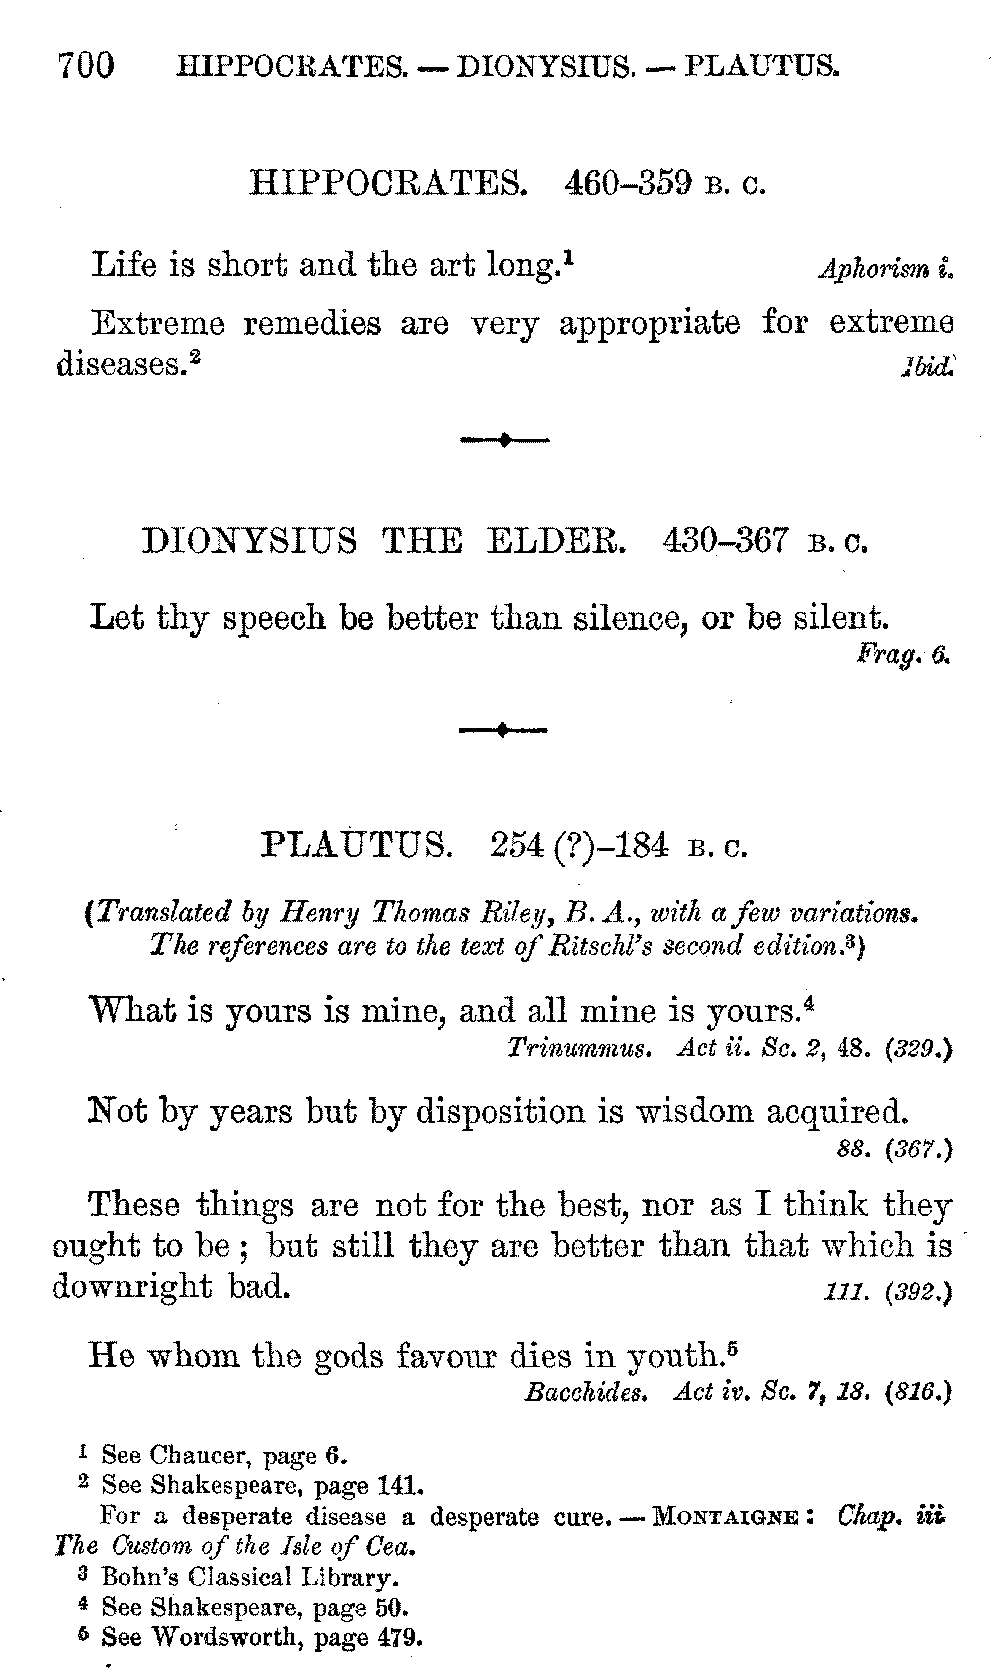 700 HIPPOCRATES. — DIONYSIUS. — PLAUTUS.
HIPPOCRATES. 460–359 B. C.
Life is short and the art long.¹ Aphorism i.
Extreme remedies are very appropriate for extreme
diseases.² Ibid.
DIONYSIUS THE ELDER. 430–367 B. C.
Let thy speech be better than silence, or be silent.
Frag. 6.
PLAUTUS. 254 (?)–184 B. C.
(Translated by Henry Thomas Riley, B. A., with a few variations.
The references are to the text of Ritschl's second edition.³)
What is yours is mine, and all mine is yours.⁴
Trinummus. Act ii. Sc. 2, 48. (329.)
Not by years but by disposition is wisdom acquired.
88. (367.)
These things are not for the best, nor as I think they
ought to be; but still they are better than that which is
downright bad. 111. (392.)
He whom the gods favour dies in youth.⁵
Bacchides. Act iv. Sc. 7, 18. (816.)
¹ See Chaucer, page 6.
² See Shakespeare, page 141.
For a desperate disease a desperate cure. — MONTAIGNE: Chap. iii.
The Custom of the Isle of Cea.
³ Bohn's Classical Library.
⁴ See Shakespeare, page 50.
⁵ See Wordsworth, page 479.